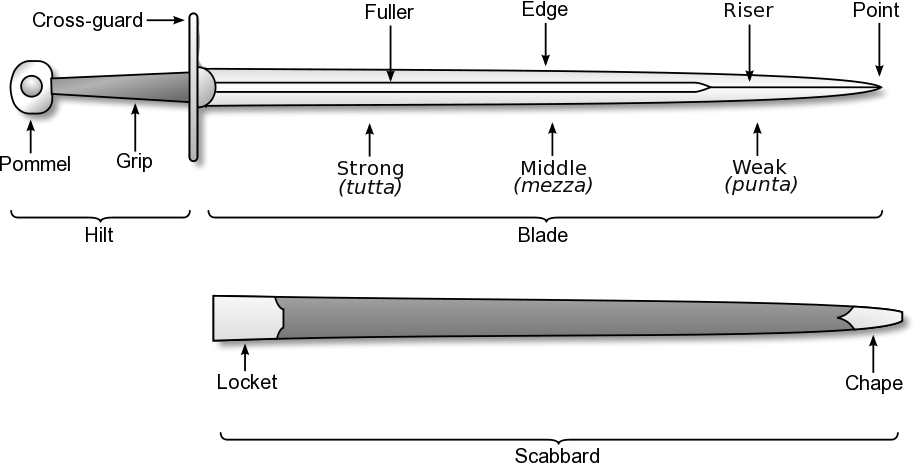 Cross-guard
Fuller
Edge
Riser
Point
Pommel
Grip
Strong
(tutta)
Middle
(mezza)
Weak
(punta)
Hilt
Blade
Locket
Chape
Scabbard